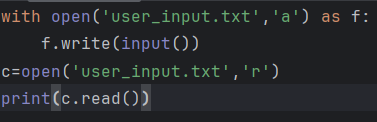 with open('user_input.txt','a') as f:
    f.write(input())
c=open('user_input.txt','r')
print(c.read())